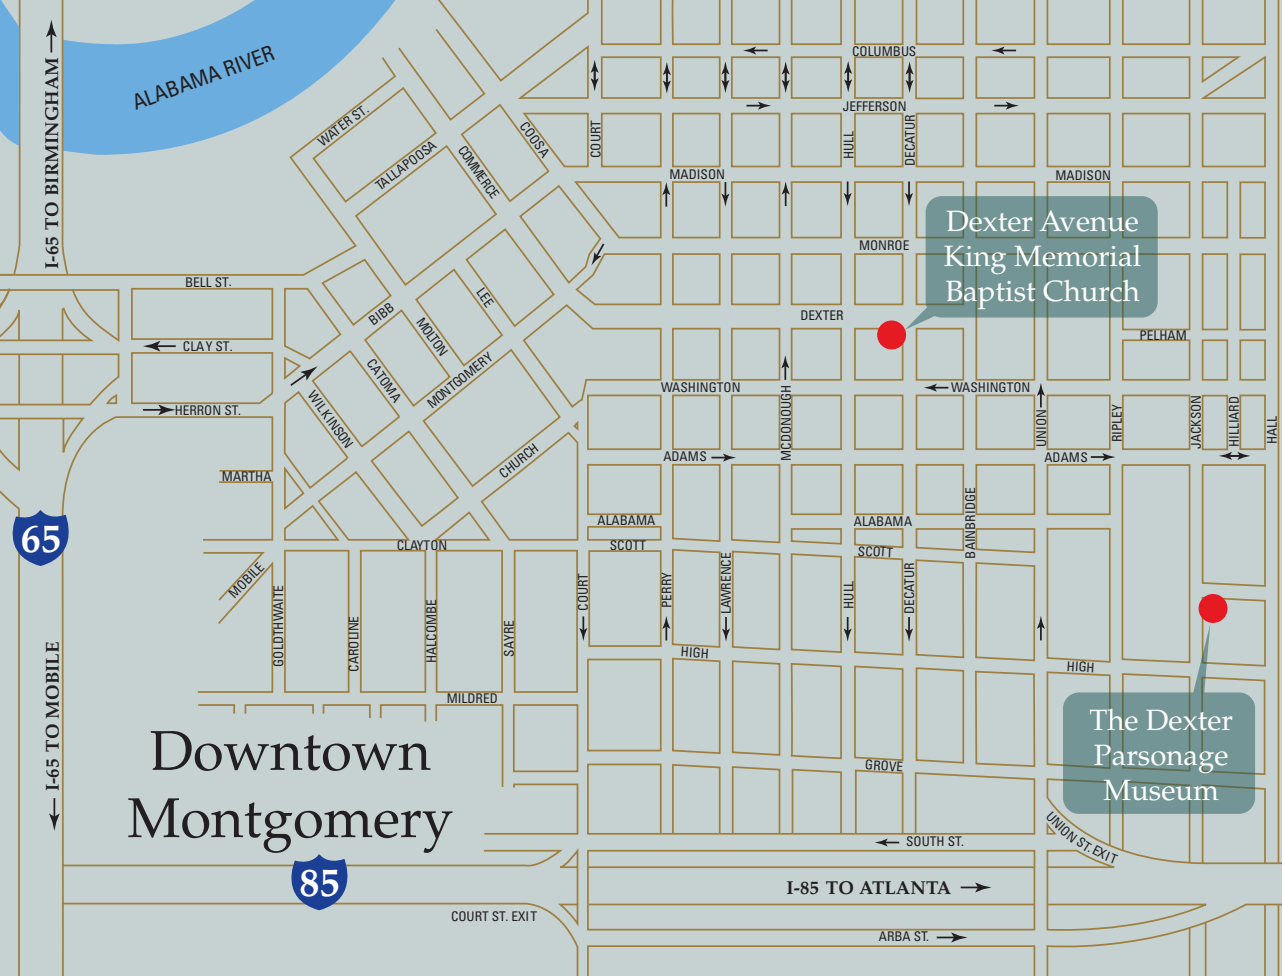 COLUMBUS
ALABAMA RIVER
I-65 TO BIRMINGHAM
WATER ST.
JEFFERSON
COURT
COOSA
HULL
DECATUR
TALLAPOOSA
COMMERCE
MADISON
MADISON
Dexter Avenue
King Memorial
Baptist Church
MONROE
BELL ST.
BIBB
LEE
MOLTON
DEXTER
PELHAM
CLAY ST.
CATOMA
MONTGOMERY
WASHINGTON
WASHINGTON
HERRON ST.
WILKINSON
MCDONOUGH
UNION
RIPLEY
JACKSON
HILLIARD
HALL
CHURCH
ADAMS
ADAMS
MARTHA
ALABAMA
ALABAMA
BAINBRIDGE
65
CLAYTON
SCOTT
SCOTT
MOBILE
GOLDTHWAITE
CAROLINE
HALCOMBE
SAYRE
COURT
PERRY
LAWRENCE
HULL
DECATUR
HIGH
HIGH
I-65 TO MOBILE
MILDRED
The Dexter
Parsonage
Museum
Downtown
Montgomery
GROVE
SOUTH ST.
UNION ST. EXIT
85
I-85 TO ATLANTA
COURT ST. EXIT
ARBA ST.